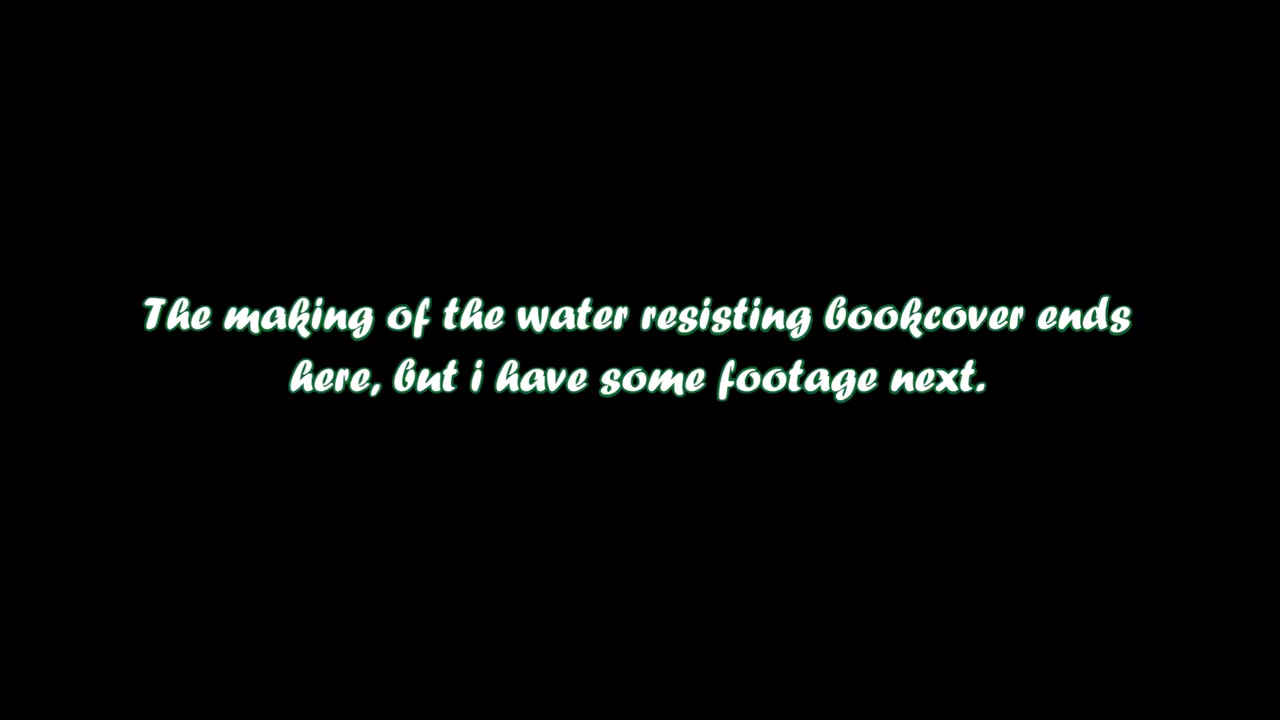 The making of the water resisting bookcover ends
here, but i have some footage next.